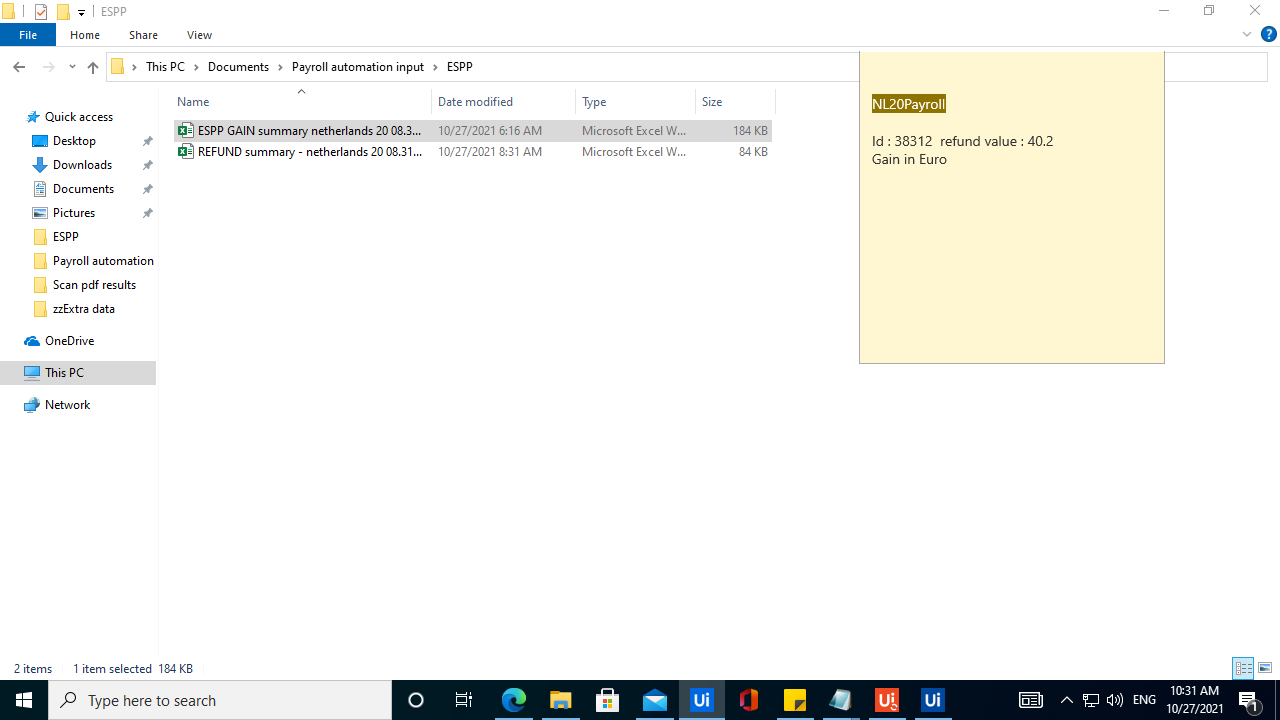 ESPP
File Home Share View
This PC Documents Payroll automation input ESPP
Name Date modified Type Size
ESPP GAIN summary netherlands 20 08.3... 10/27/2021 6:16 AM Microsoft Excel W... 184 KB
REFUND summary - netherlands 20 08.31... 10/27/2021 8:31 AM Microsoft Excel W... 84 KB
NL20Payroll
Id : 38312 refund value : 40.2
Gain in Euro
Quick access
Desktop
Downloads
Documents
Pictures
ESPP
Payroll automation
Scan pdf results
zzExtra data
OneDrive
This PC
Network
2 items 1 item selected 184 KB
Type here to search
Ui
Ui
Ui
ENG
10:31 AM
10/27/2021
1